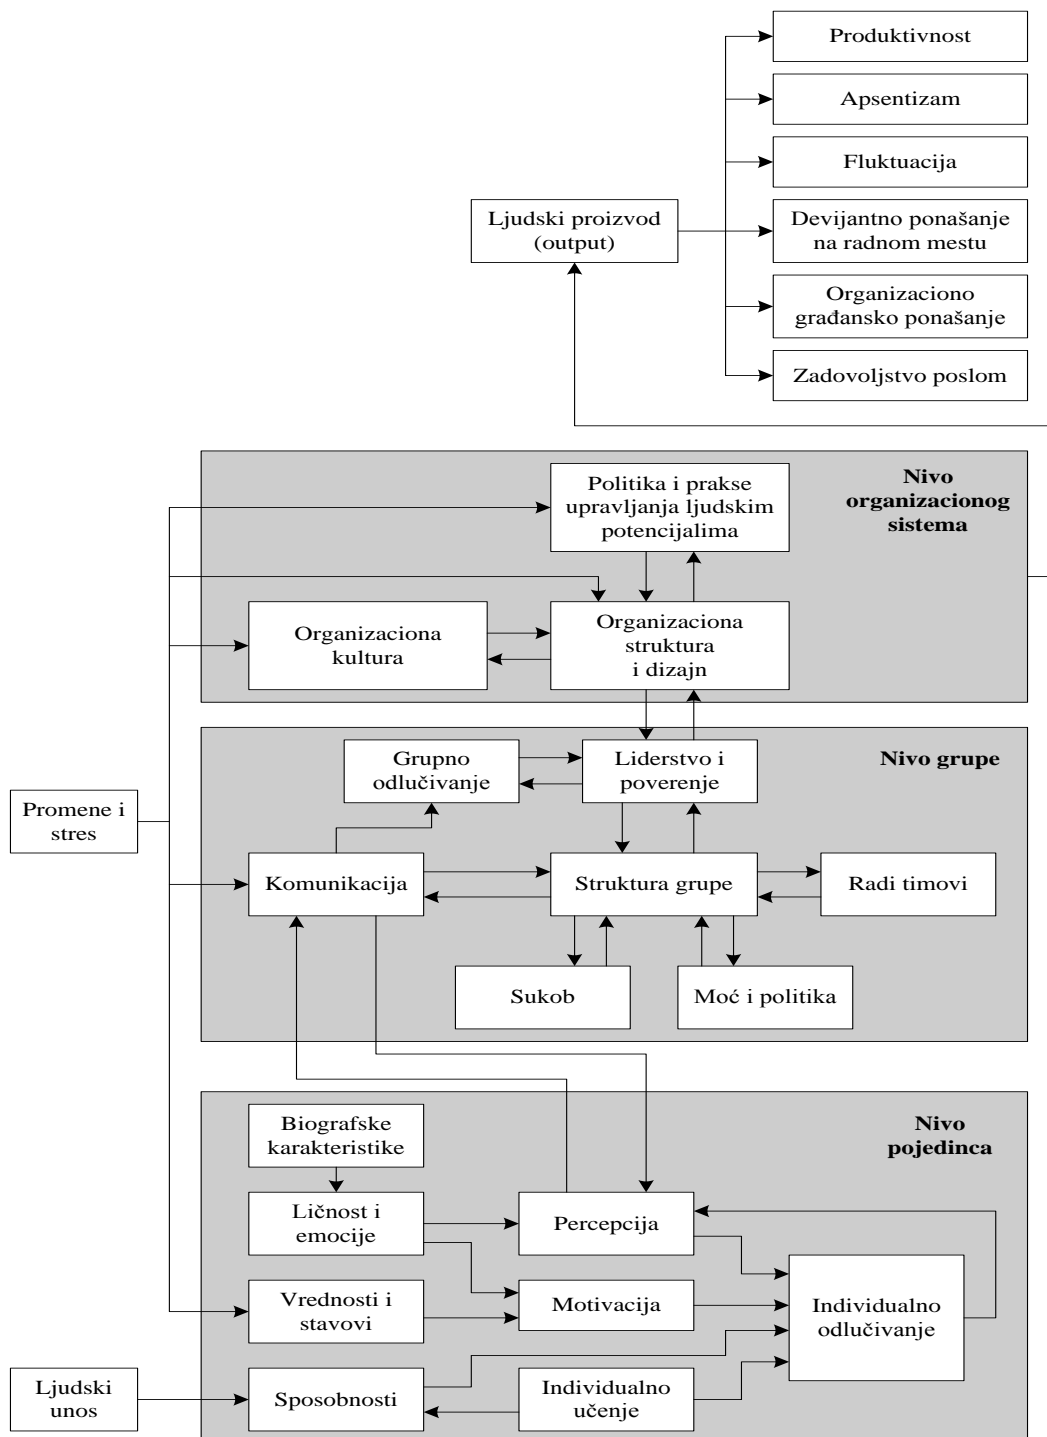 Produktivnost
Apsentizam
Fluktuacija
Ljudski proizvod
(output)
Devijantno ponašanje
na radnom mestu
Organizaciono
građansko ponašanje
Zadovoljstvo poslom
Nivo
organizacionog
sistema
Politika i prakse
upravljanja ljudskim
potencijalima
Organizaciona
kultura
Organizaciona
struktura
i dizajn
Nivo grupe
Grupno
odlučivanje
Liderstvo i
poverenje
Promene i
stres
Komunikacija
Struktura grupe
Radi timovi
Sukob
Moć i politika
Nivo
pojedinca
Biografske
karakteristike
Ličnost i
emocije
Percepcija
Vrednosti i
stavovi
Motivacija
Individualno
odlučivanje
Ljudski
unos
Sposobnosti
Individualno
učenje